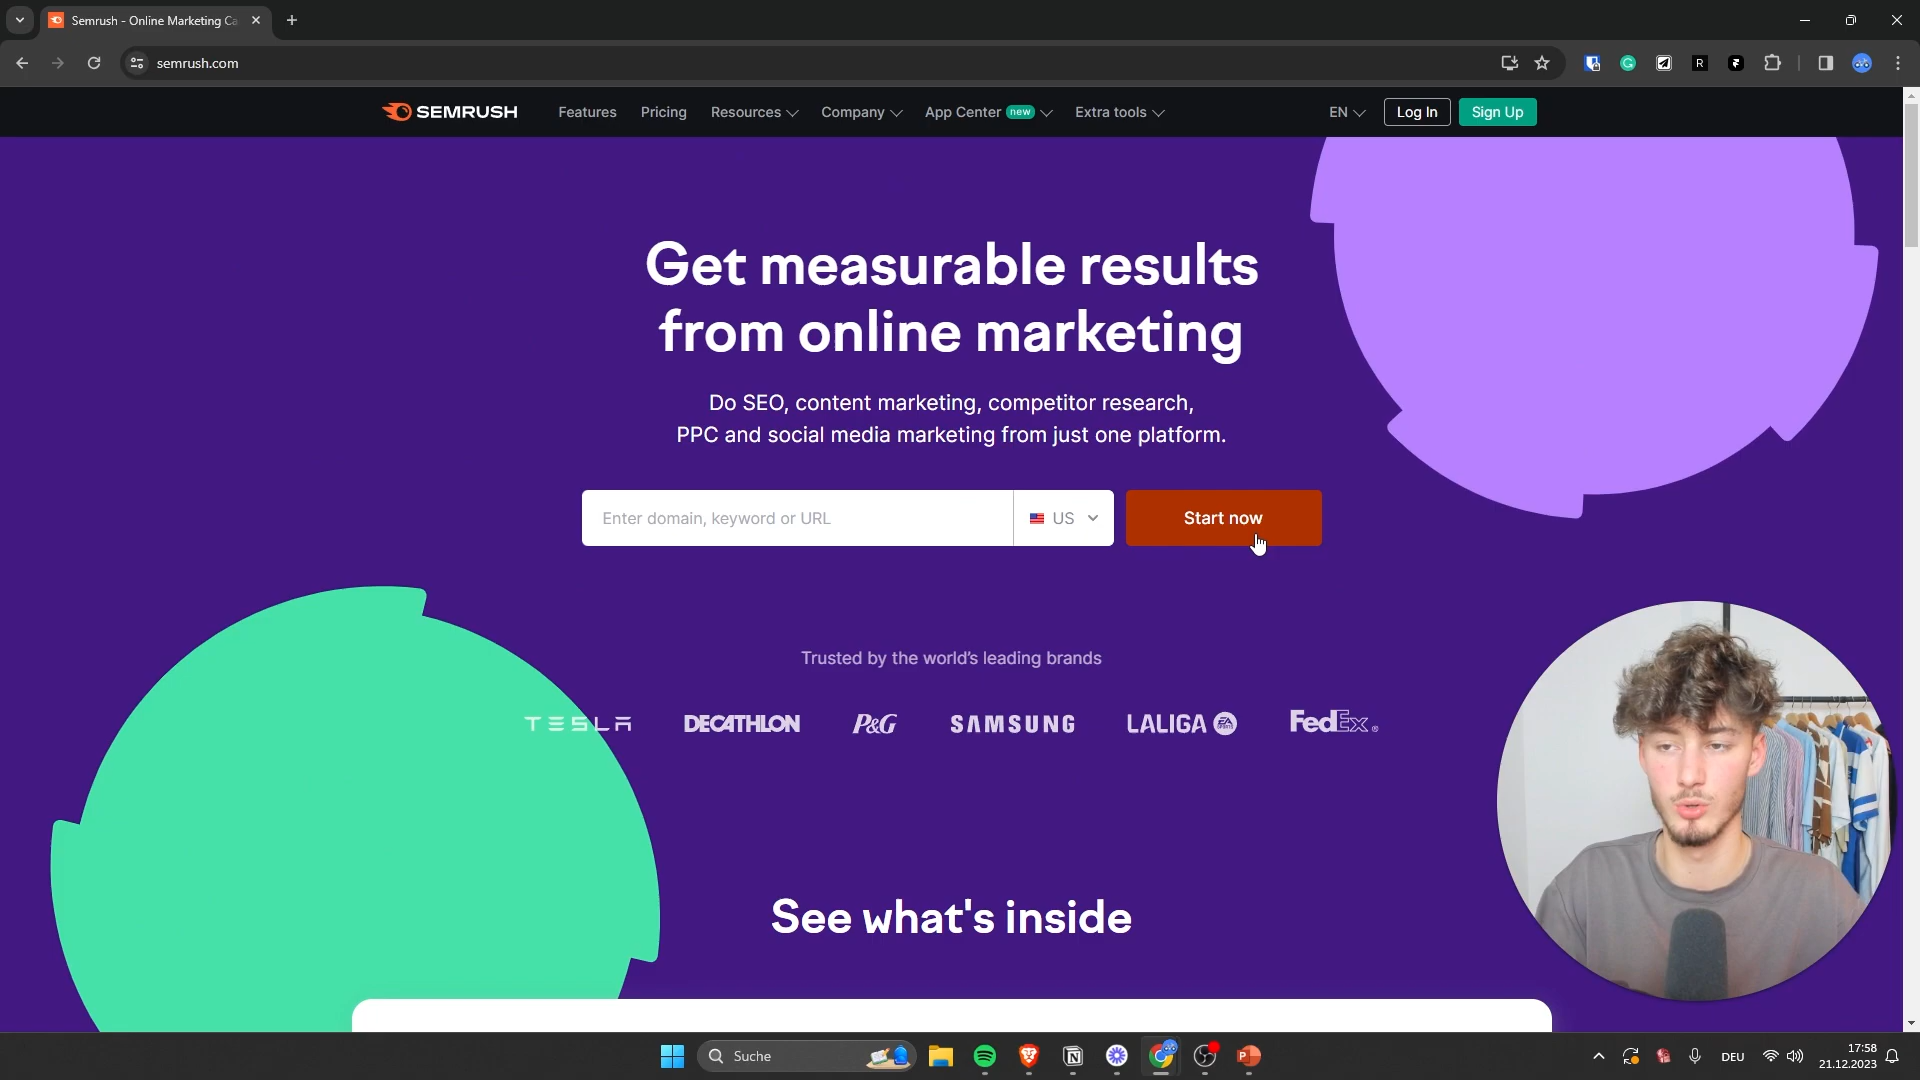 Semrush - Online Marketing Ca
semrush.com
SEMRUSH
Features
Pricing
Resources
Company
App Center new
Extra tools
EN
Log In
Sign Up
Get measurable results
from online marketing
Do SEO, content marketing, competitor research,
PPC and social media marketing from just one platform.
Enter domain, keyword or URL
US
Start now
Trusted by the world's leading brands
TESLA
DECATHLON
P&G
SAMSUNG
LALIGA EA SPORTS
FedEx®
See what's inside
Suche
DEU
17:58
21.12.2023